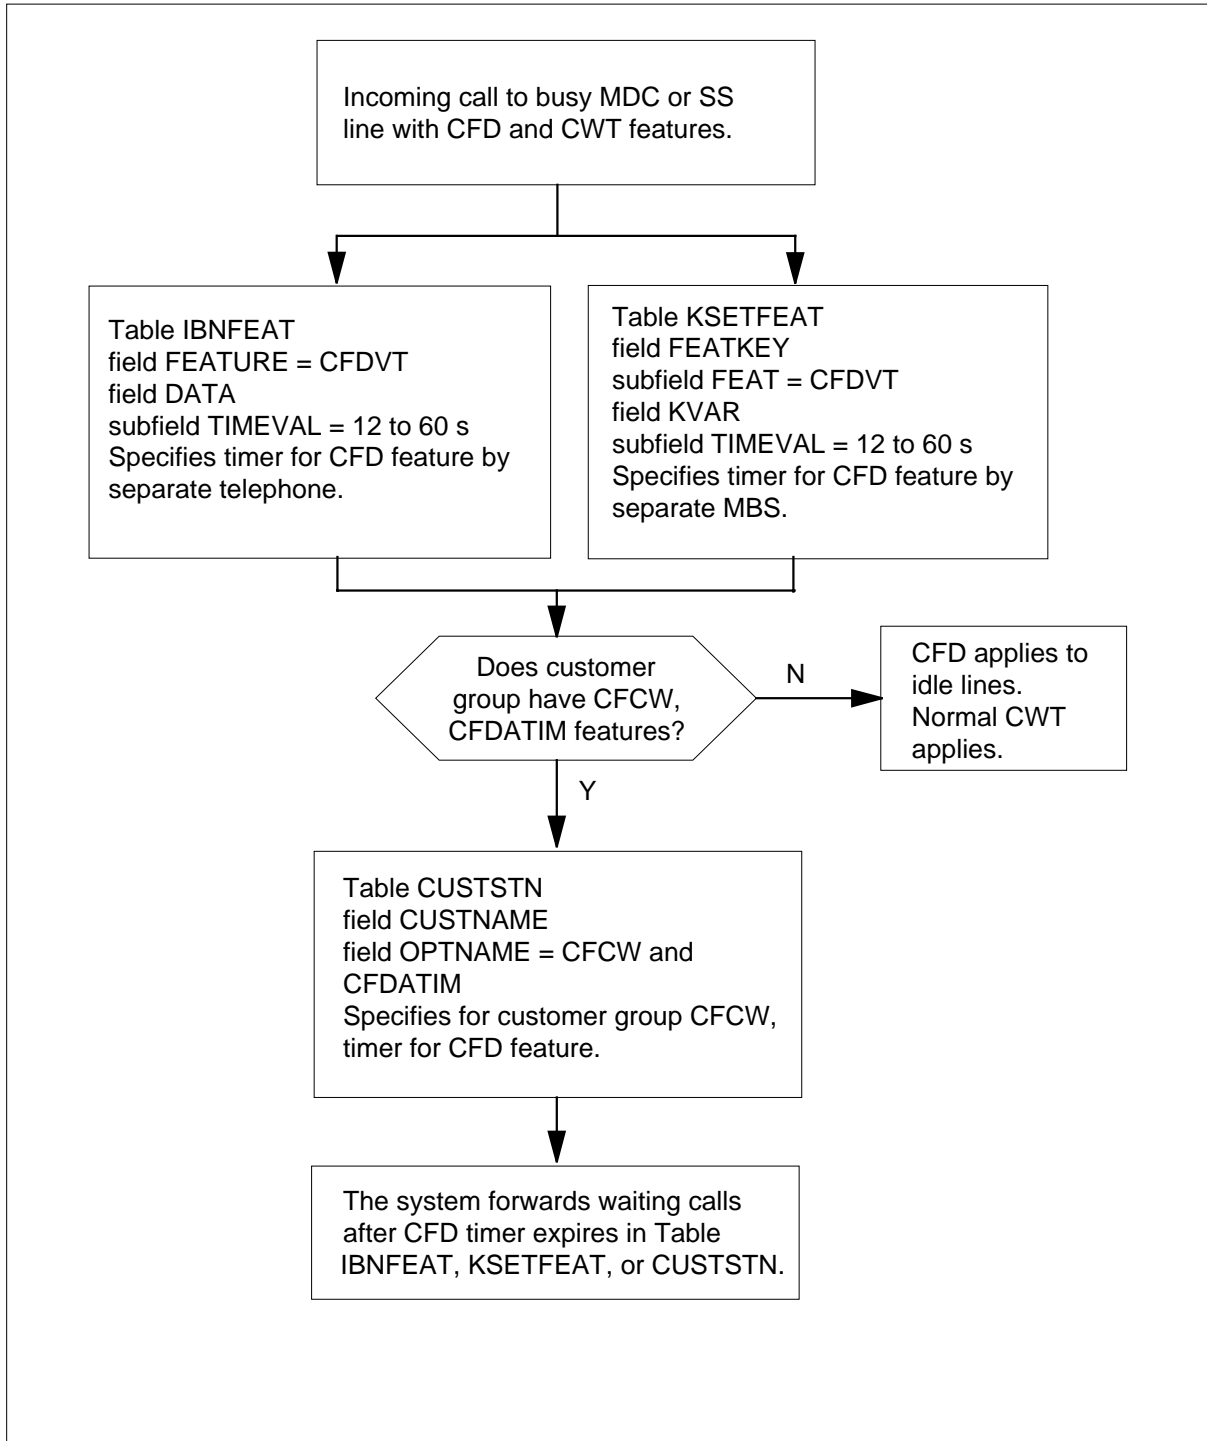 Incoming call to busy MDC or SS
line with CFD and CWT features.
Table IBNFEAT
field FEATURE = CFDVT
field DATA
subfield TIMEVAL = 12 to 60 s
Specifies timer for CFD feature by
separate telephone.
Table KSETFEAT
field FEATKEY
subfield FEAT = CFDVT
field KVAR
subfield TIMEVAL = 12 to 60 s
Specifies timer for CFD feature by
separate MBS.
Does customer
group have CFCW,
CFDATIM features?
N
CFD applies to
idle lines.
Normal CWT
applies.
Y
Table CUSTSTN
field CUSTNAME
field OPTNAME = CFCW and
CFDATIM
Specifies for customer group CFCW,
timer for CFD feature.
The system forwards waiting calls
after CFD timer expires in Table
IBNFEAT, KSETFEAT, or CUSTSTN.